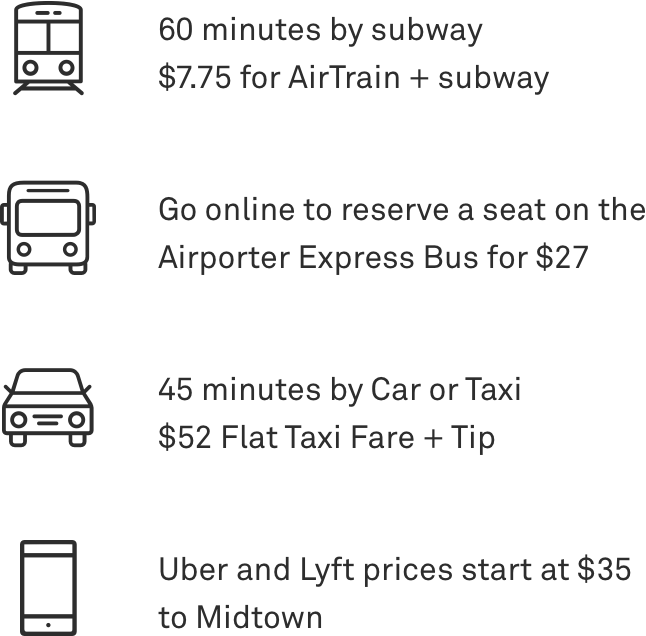 60 minutes by subway
$7.75 for AirTrain + subway
Go online to reserve a seat on the
Airporter Express Bus for $27
45 minutes by Car or Taxi
$52 Flat Taxi Fare + Tip
Uber and Lyft prices start at $35
to Midtown